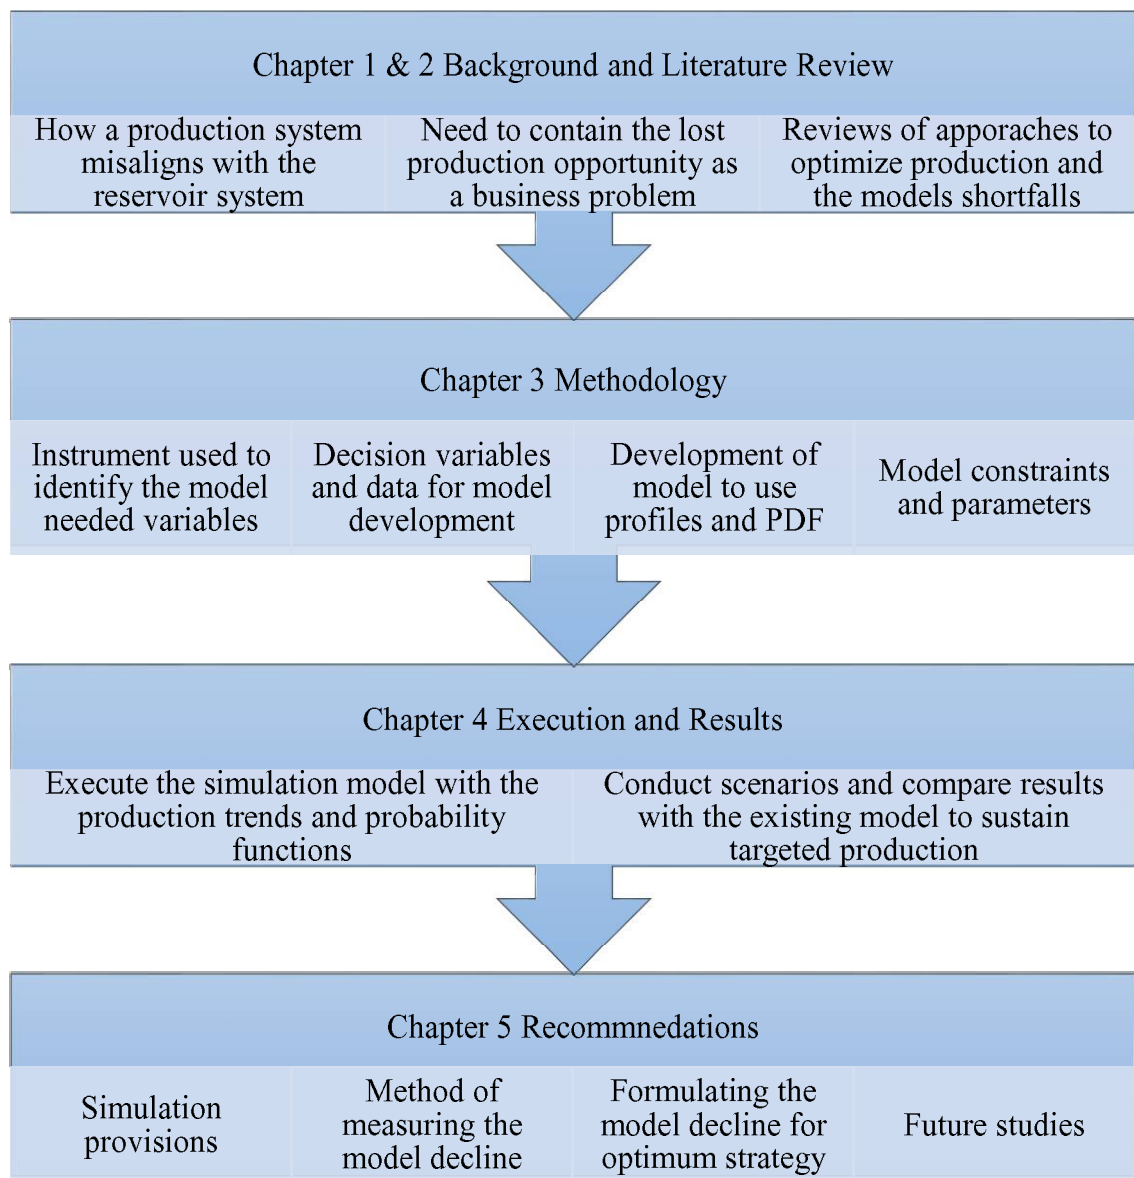 Chapter 1 & 2 Background and Literature Review
How a production system
misaligns with the
reservoir system
Need to contain the lost
production opportunity as
a business problem
Reviews of apporaches to
optimize production and
the models shortfalls
Chapter 3 Methodology
Instrument used to
identify the model
needed variables
Decision variables
and data for model
development
Development of
model to use
profiles and PDF
Model constraints
and parameters
Chapter 4 Execution and Results
Execute the simulation model with the
production trends and probability
functions
Conduct scenarios and compare results
with the existing model to sustain
targeted production
Chapter 5 Recommnedations
Simulation
provisions
Method of
measuring the
model decline
Formulating the
model decline for
optimum strategy
Future studies